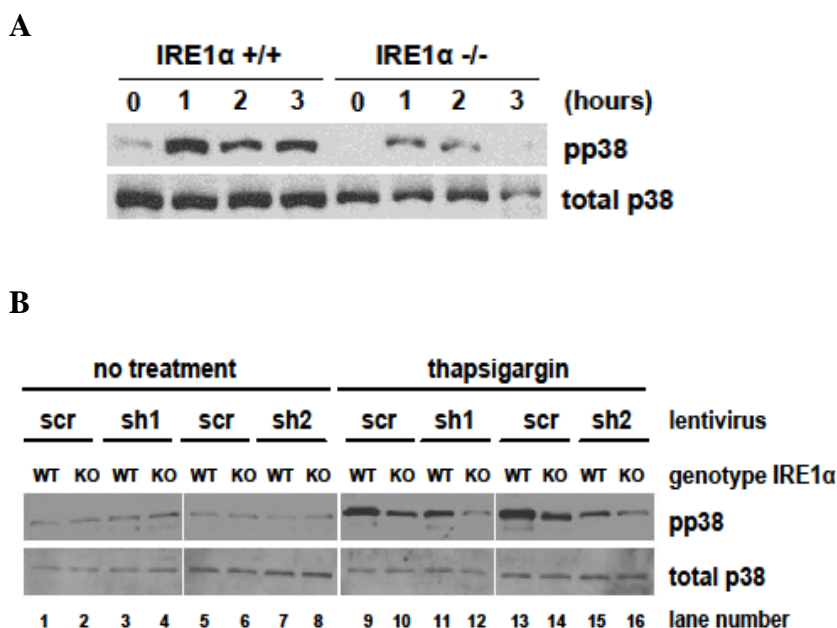 A
IRE1α +/+ IRE1α -/-
0 1 2 3 0 1 2 3 (hours)
pp38
total p38
B
no treatment thapsigargin
scr sh1 scr sh2 scr sh1 scr sh2 lentivirus
WT KO WT KO WT KO WT KO WT KO WT KO WT KO WT KO genotype IRE1α
pp38
total p38
1 2 3 4 5 6 7 8 9 10 11 12 13 14 15 16 lane number